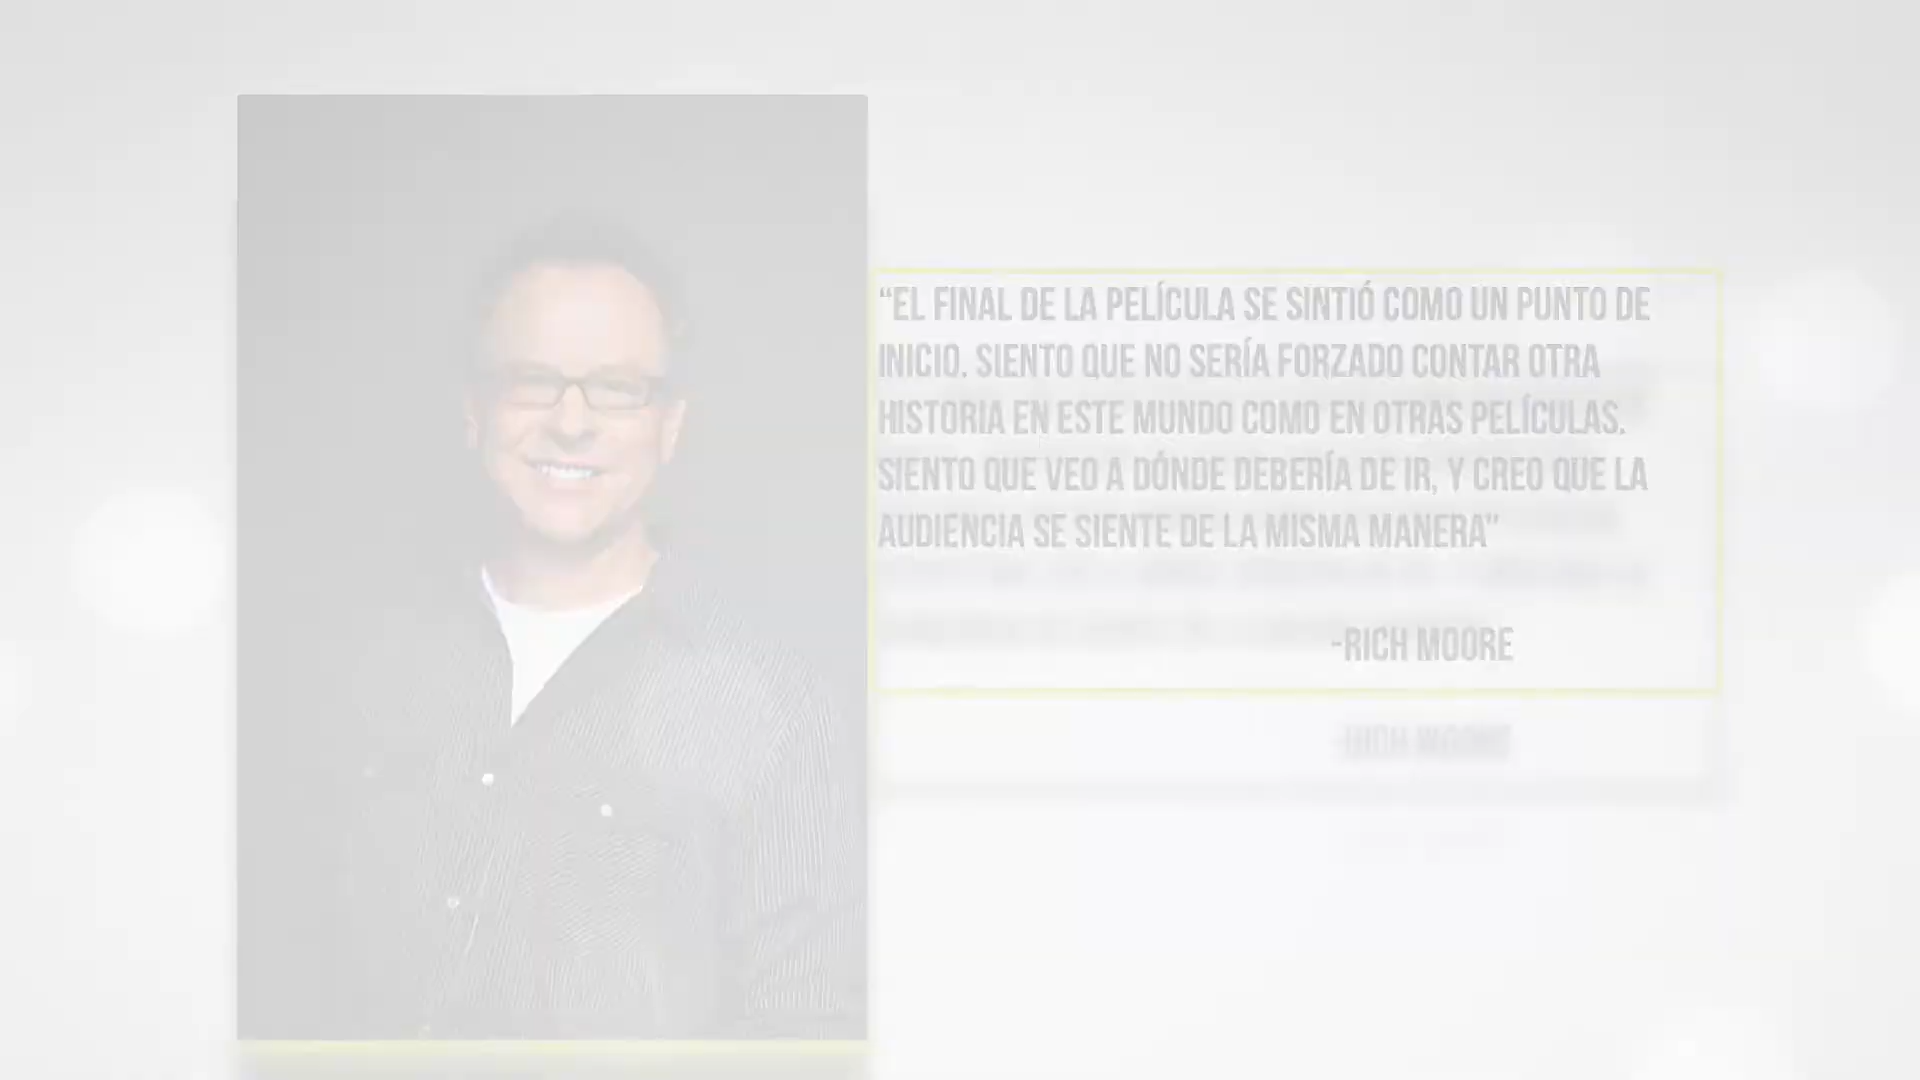 “EL FINAL DE LA PELÍCULA SE SINTIÓ COMO UN PUNTO DE
INICIO. SIENTO QUE NO SERÍA FORZADO CONTAR OTRA
HISTORIA EN ESTE MUNDO COMO EN OTRAS PELÍCULAS.
SIENTO QUE VEO A DÓNDE DEBERÍA DE IR, Y CREO QUE LA
AUDIENCIA SE SIENTE DE LA MISMA MANERA”
-RICH MOORE